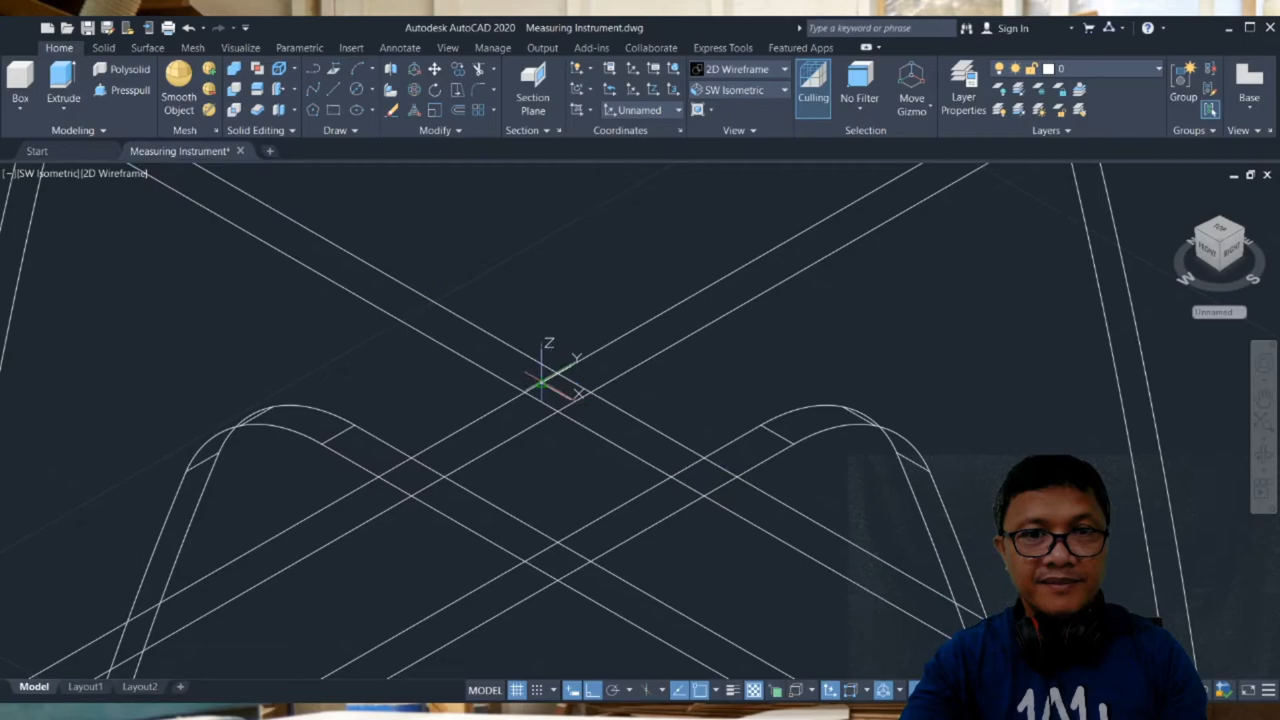 Autodesk AutoCAD 2020 Measuring Instrument.dwg
Type a keyword or phrase
Sign In
Home Solid Surface Mesh Visualize Parametric Insert Annotate View Manage Output Add-ins Collaborate Express Tools Featured Apps
Polysolid
Presspull
Box
Extrude
Smooth
Object
Section
Plane
Unnamed
2D Wireframe
SW Isometric
Culling
No Filter
Move
Gizmo
Layer
Properties
0
Group
Base
Modeling Mesh Solid Editing Draw Modify Section Coordinates View Selection Layers Groups View
Start
Measuring Instrument*
[−][SW Isometric][2D Wireframe]
TOP
FRONT
RIGHT
W
S
Unnamed
Z
Y
X
Model
Layout1
Layout2
MODEL